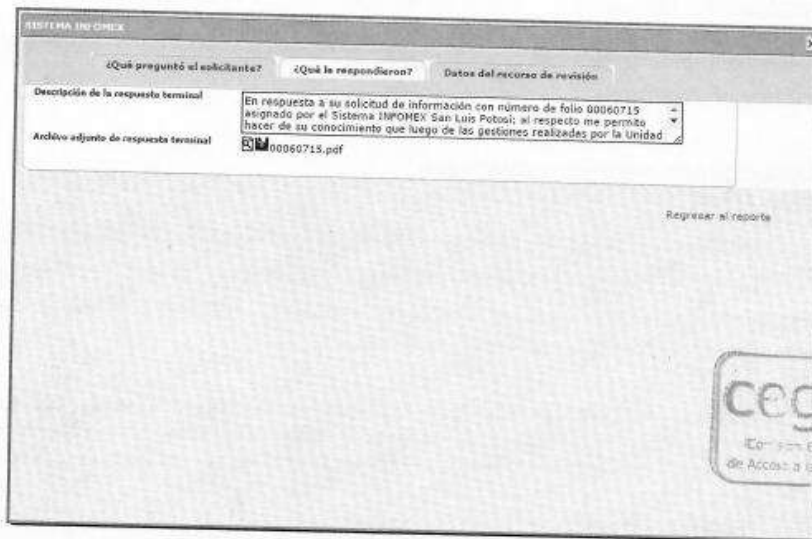 SISTEMA INFOMEX
¿Qué preguntó el solicitante? ¿Qué le respondieron? Datos del recurso de revisión
Descripción de la respuesta terminal
En respuesta a su solicitud de información con número de folio 00060715
asignado por el Sistema INFOMEX San Luis Potosí; al respecto me permito
hacer de su conocimiento que luego de las gestiones realizadas por la Unidad
Archivo adjunto de respuesta terminal
00060715.pdf
Regresar al reporte
ceg
de Acceso a la